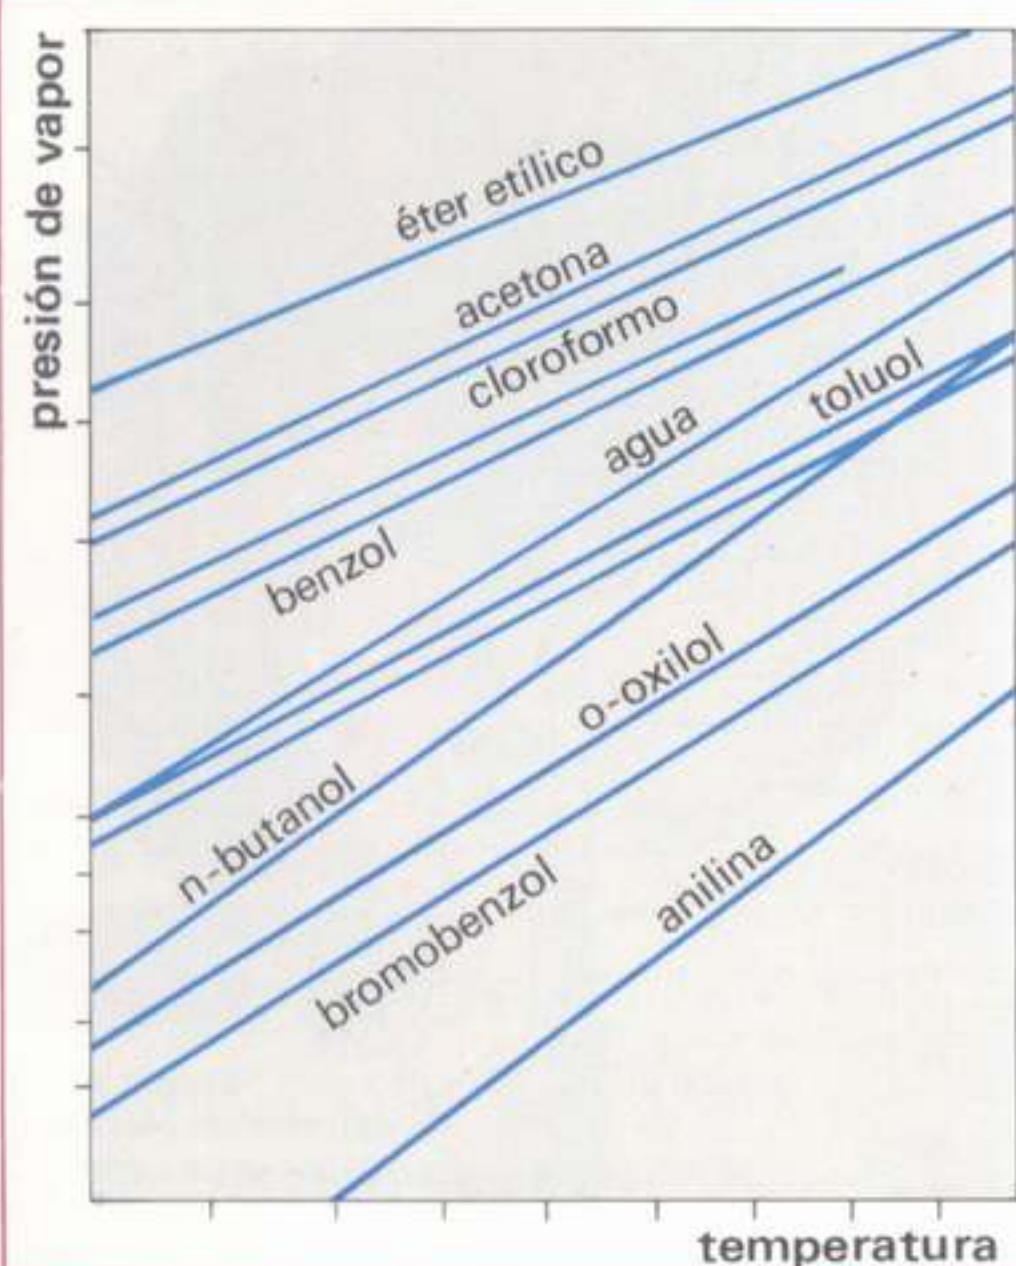 presión de vapor
éter etílico
acetona
cloroformo
agua
toluol
benzol
o-oxilol
n-butanol
bromobenzol
anilina
temperatura